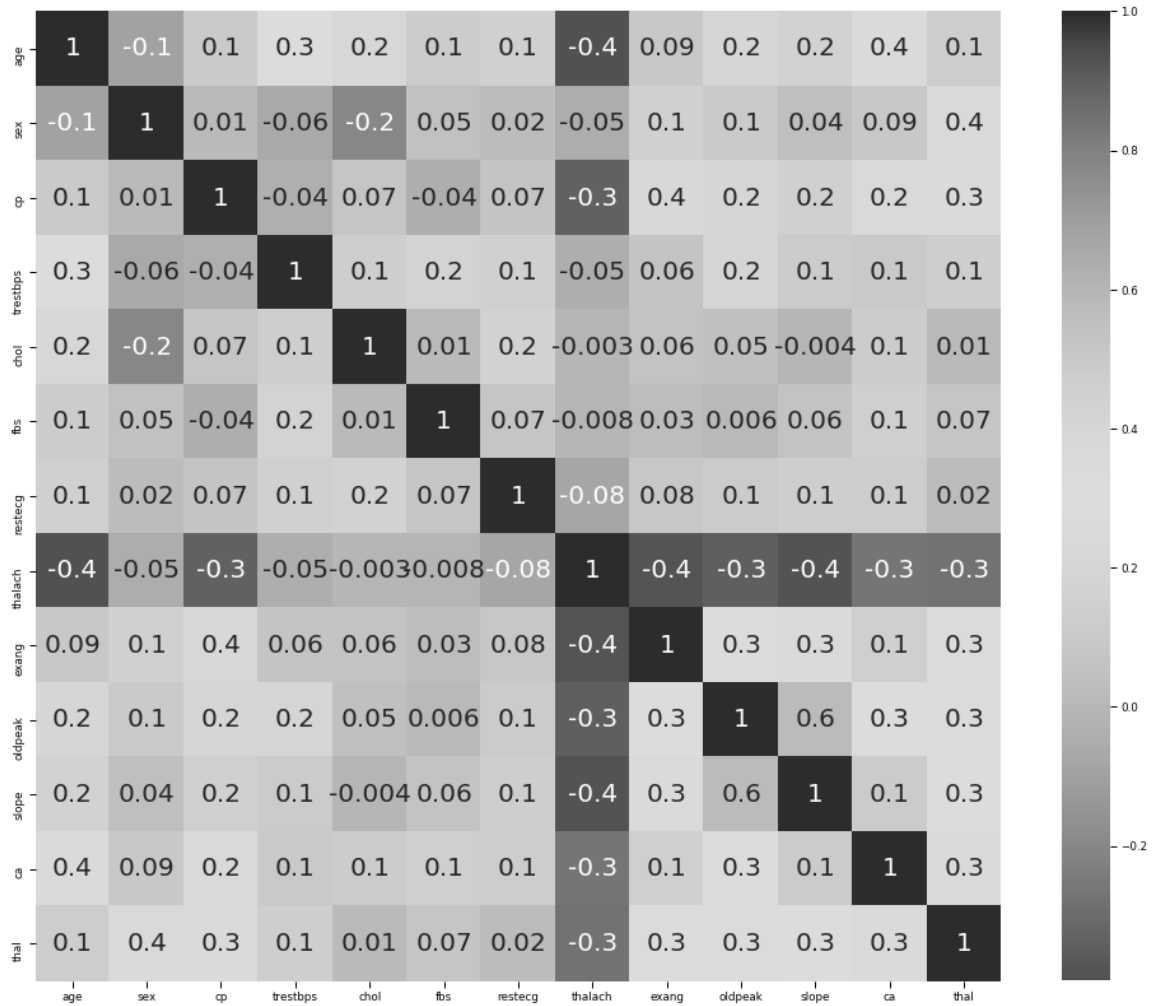 age 1 -0.1 0.1 0.3 0.2 0.1 0.1 -0.4 0.09 0.2 0.2 0.4 0.1
sex -0.1 1 0.01 -0.06 -0.2 0.05 0.02 -0.05 0.1 0.1 0.04 0.09 0.4
cp 0.1 0.01 1 -0.04 0.07 -0.04 0.07 -0.3 0.4 0.2 0.2 0.2 0.3
trestbps 0.3 -0.06 -0.04 1 0.1 0.2 0.1 -0.05 0.06 0.2 0.1 0.1 0.1
chol 0.2 -0.2 0.07 0.1 1 0.01 0.2 -0.003 0.06 0.05 -0.004 0.1 0.01
fbs 0.1 0.05 -0.04 0.2 0.01 1 0.07 -0.008 0.03 0.006 0.06 0.1 0.07
restecg 0.1 0.02 0.07 0.1 0.2 0.07 1 -0.08 0.08 0.1 0.1 0.1 0.02
thalach -0.4 -0.05 -0.3 -0.05 -0.003 -0.008 -0.08 1 -0.4 -0.3 -0.4 -0.3 -0.3
exang 0.09 0.1 0.4 0.06 0.06 0.03 0.08 -0.4 1 0.3 0.3 0.1 0.3
oldpeak 0.2 0.1 0.2 0.2 0.05 0.006 0.1 -0.3 0.3 1 0.6 0.3 0.3
slope 0.2 0.04 0.2 0.1 -0.004 0.06 0.1 -0.4 0.3 0.6 1 0.1 0.3
ca 0.4 0.09 0.2 0.1 0.1 0.1 0.1 -0.3 0.1 0.3 0.1 1 0.3
thal 0.1 0.4 0.3 0.1 0.01 0.07 0.02 -0.3 0.3 0.3 0.3 0.3 1
age sex cp trestbps chol fbs restecg thalach exang oldpeak slope ca thal
1.0
0.8
0.6
0.4
0.2
0.0
−0.2